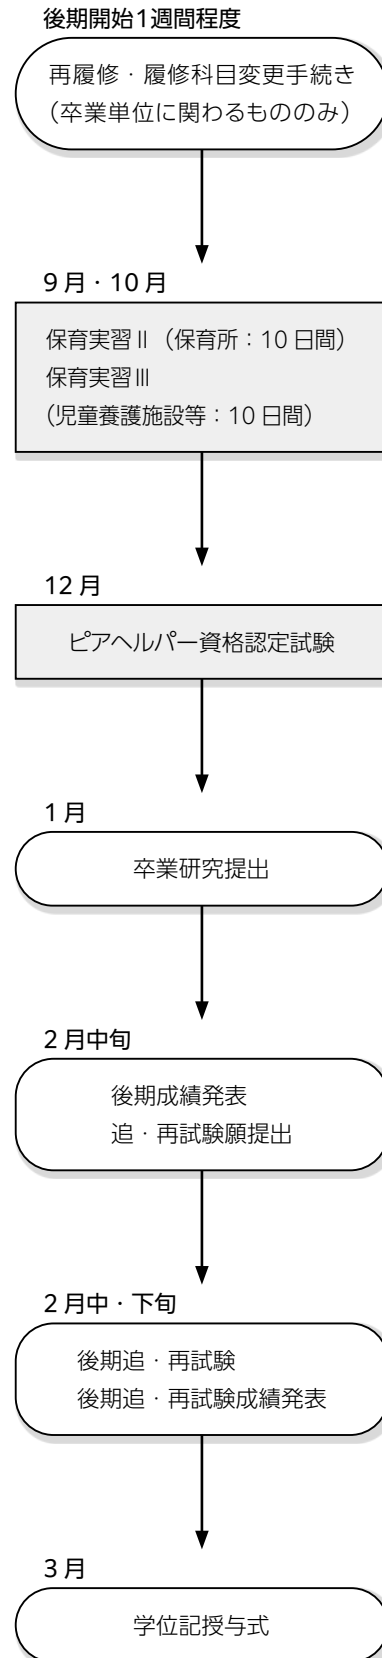 後期開始1週間程度
再履修・履修科目変更手続き
(卒業単位に関わるもののみ)
9月・10月
保育実習Ⅱ (保育所：10日間)
保育実習Ⅲ
(児童養護施設等：10日間)
12月
ピアヘルパー資格認定試験
1月
卒業研究提出
2月中旬
後期成績発表
追・再試験願提出
2月中・下旬
後期追・再試験
後期追・再試験成績発表
3月
学位記授与式